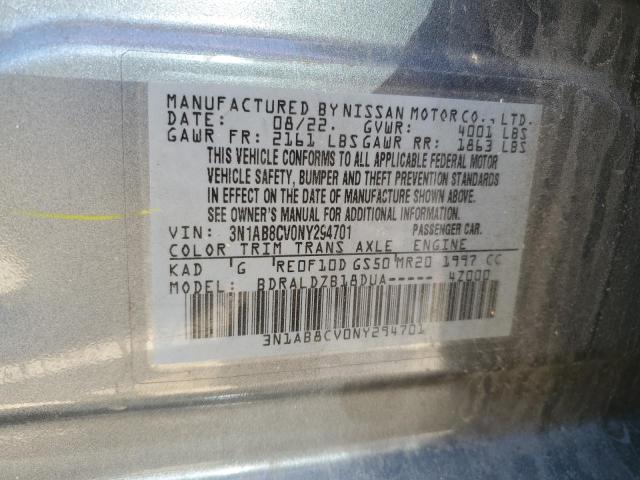 MANUFACTURED BY NISSAN MOTOR CO., LTD.
DATE: 08/22. GVWR: 4001 LBS
GAWR FR: 2161 LBS GAWR RR: 1863 LBS
THIS VEHICLE CONFORMS TO ALL APPLICABLE FEDERAL MOTOR
VEHICLE SAFETY, BUMPER AND THEFT PREVENTION STANDARDS
IN EFFECT ON THE DATE OF MANUFACTURE SHOWN ABOVE.
SEE OWNER'S MANUAL FOR ADDITIONAL INFORMATION.
VIN: 3N1AB8CV0NY294701 PASSENGER CAR.
COLOR TRIM TRANS AXLE ENGINE
KAD G RE0F10D GS50 MR20 1997 CC
MODEL: BDRALDZB18DUA----- 4Z000
3N1AB8CV0NY294701